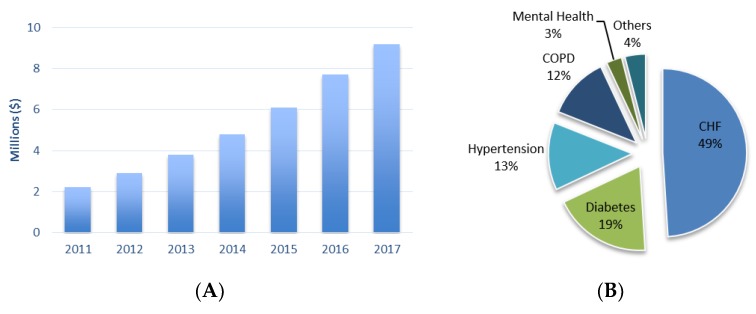 10
8
6
4
2
0
Millions ($)
2011 2012 2013 2014 2015 2016 2017
(A)
Mental Health
3%
Others
4%
COPD
12%
CHF
49%
Hypertension
13%
Diabetes
19%
(B)